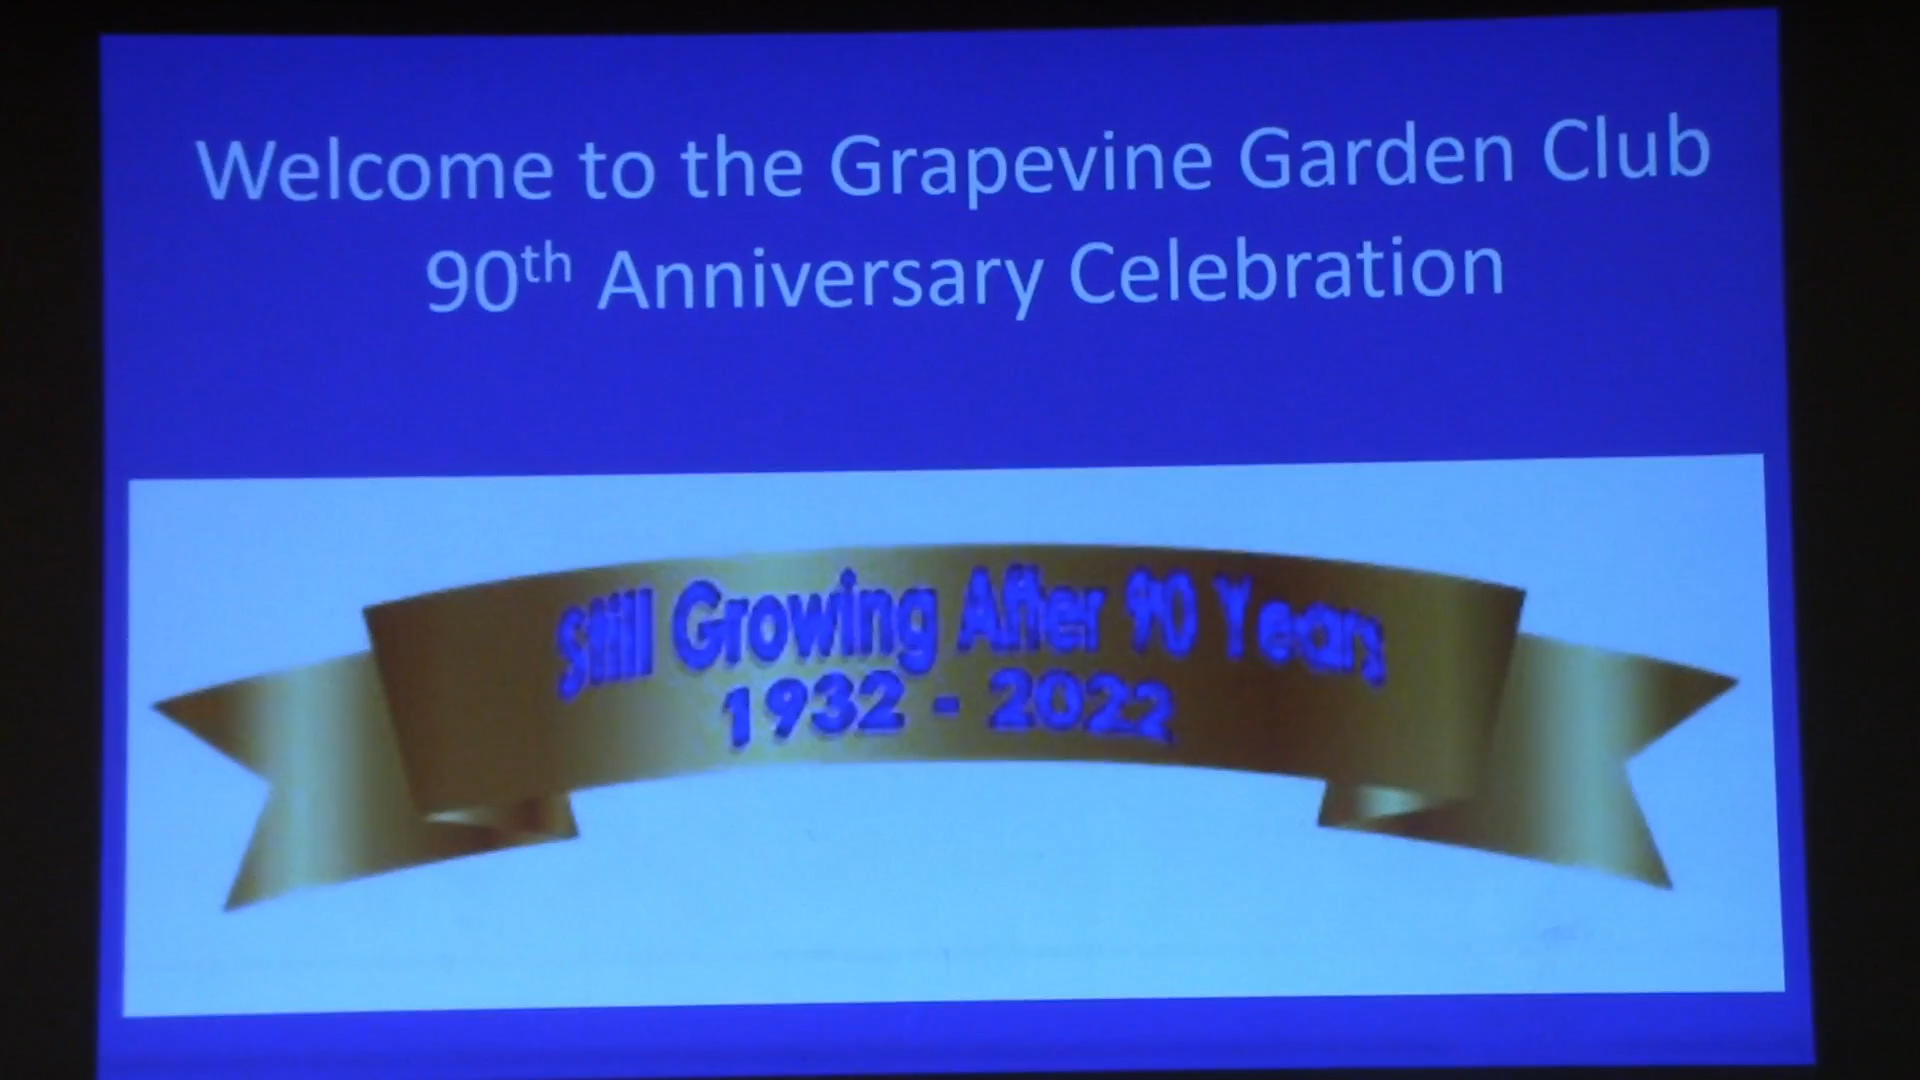 Welcome to the Grapevine Garden Club
90th Anniversary Celebration
Still Growing After 90 Years
1932 - 2022